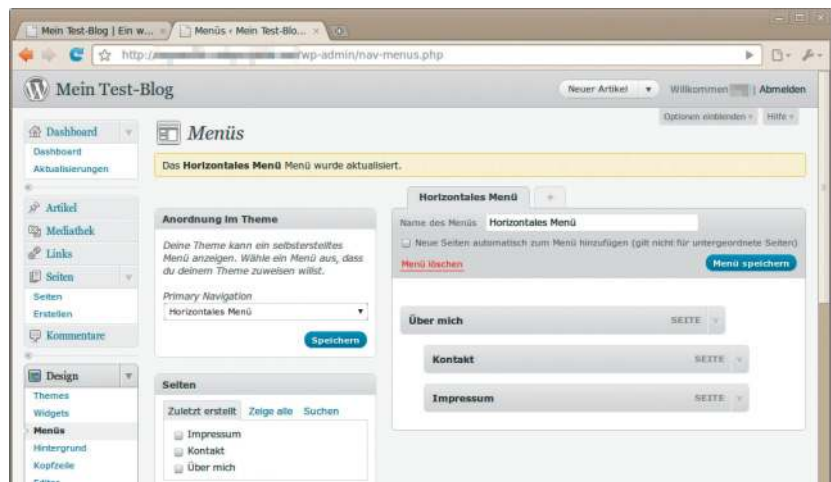 Mein Test-Blog | Ein w...
Menüs ‹ Mein Test-Blo...
http://
/wp-admin/nav-menus.php
Mein Test-Blog
Neuer Artikel
Willkommen
| Abmelden
Optionen einblenden
Hilfe
Dashboard
Dashboard
Aktualisierungen
Artikel
Mediathek
Links
Seiten
Seiten
Erstellen
Kommentare
Design
Themes
Widgets
Menüs
Hintergrund
Kopfzeile
Menüs
Das Horizontales Menü Menü wurde aktualisiert.
Anordnung im Theme
Deine Theme kann ein selbsterstelltes
Menü anzeigen. Wähle ein Menü aus, dass
du deinem Theme zuweisen willst.
Primary Navigation
Horizontales Menü
Speichern
Seiten
Zuletzt erstellt Zeige alle Suchen
Impressum
Kontakt
Über mich
Horizontales Menü +
Name des Menüs Horizontales Menü
Neue Seiten automatisch zum Menü hinzufügen (gilt nicht für untergeordnete Seiten)
Menü löschen
Menü speichern
Über mich SEITE
Kontakt SEITE
Impressum SEITE